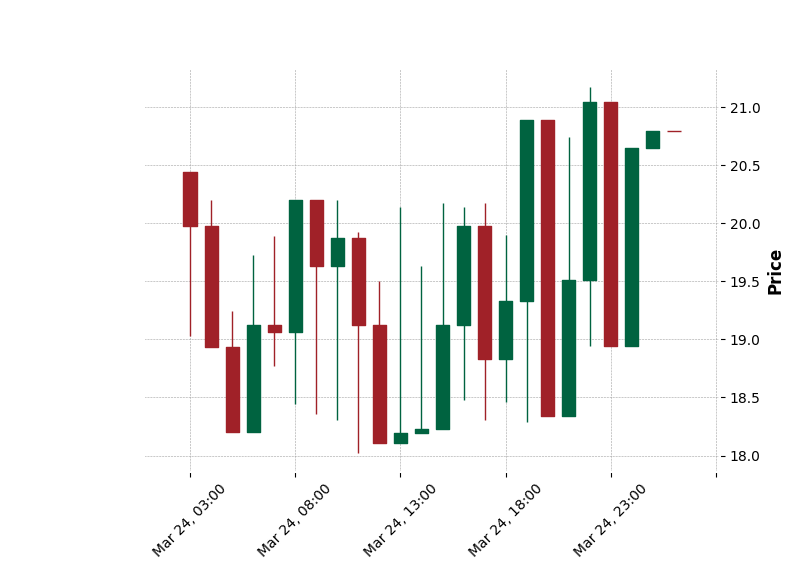 21.0
20.5
20.0
19.5
19.0
18.5
18.0
Price
Mar 24, 03:00
Mar 24, 08:00
Mar 24, 13:00
Mar 24, 18:00
Mar 24, 23:00